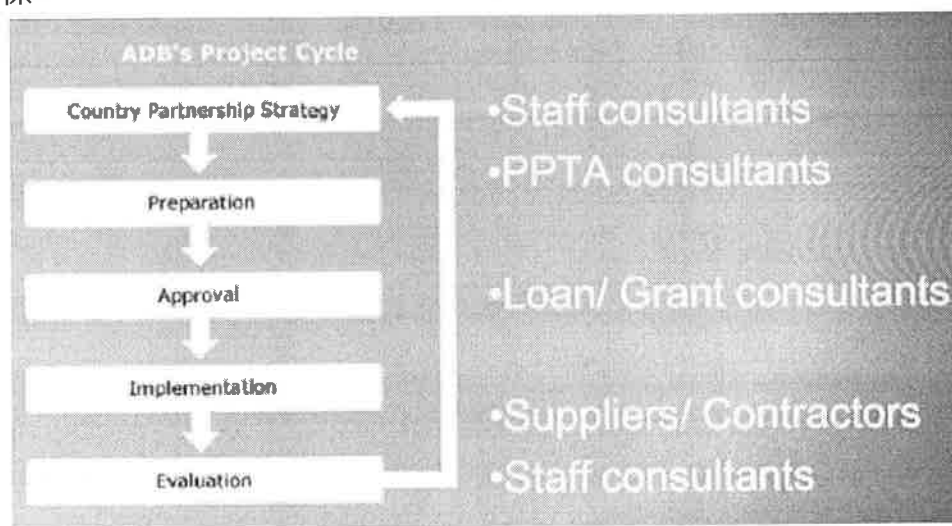 ADB's Project Cycle
Country Partnership Strategy
Preparation
Approval
Implementation
Evaluation
•Staff consultants
•PPTA consultants
•Loan/ Grant consultants
•Suppliers/ Contractors
•Staff consultants